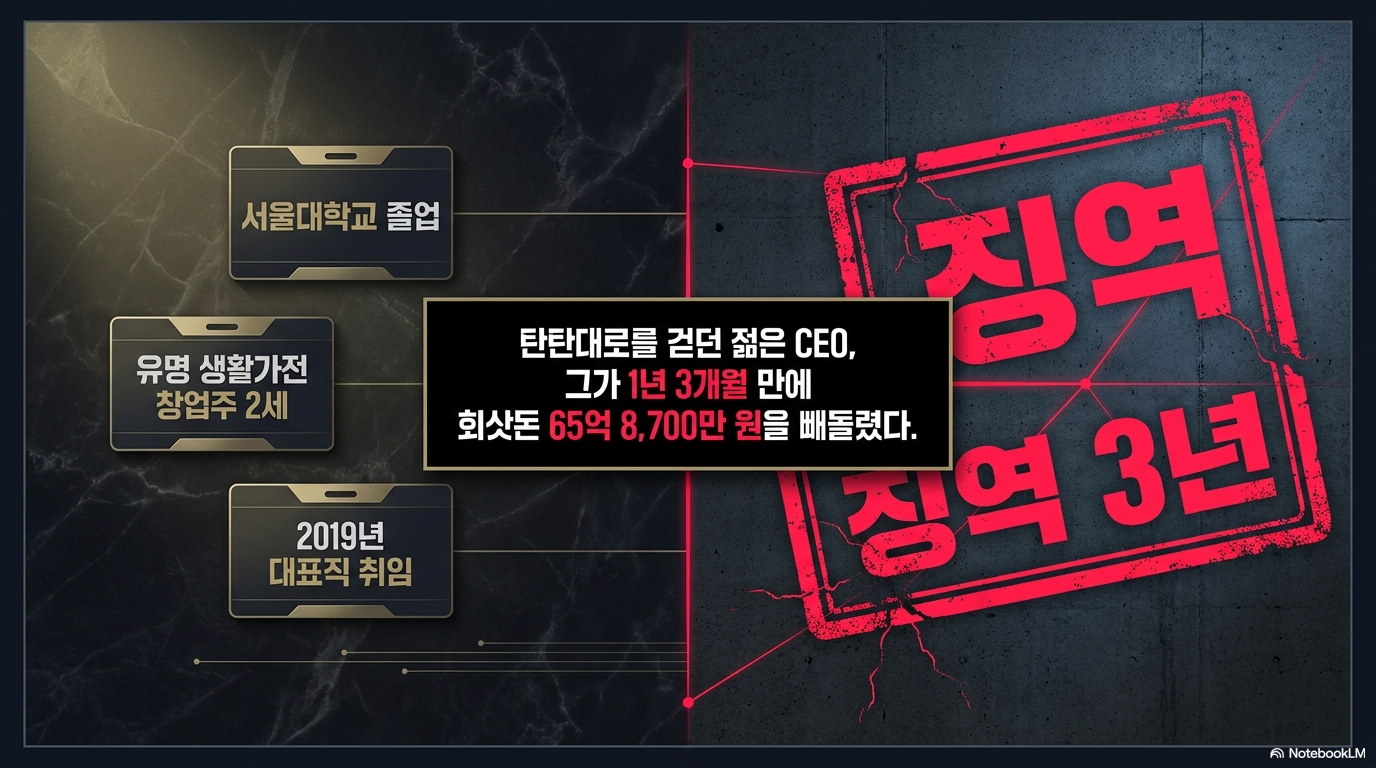 서울대학교 졸업
유명 생활가전
창업주 2세
2019년
대표직 취임
탄탄대로를 걷던 젊은 CEO,
그가 1년 3개월 만에
회삿돈 65억 8,700만 원을 빼돌렸다.
징역
징역 3년
NotebookLM